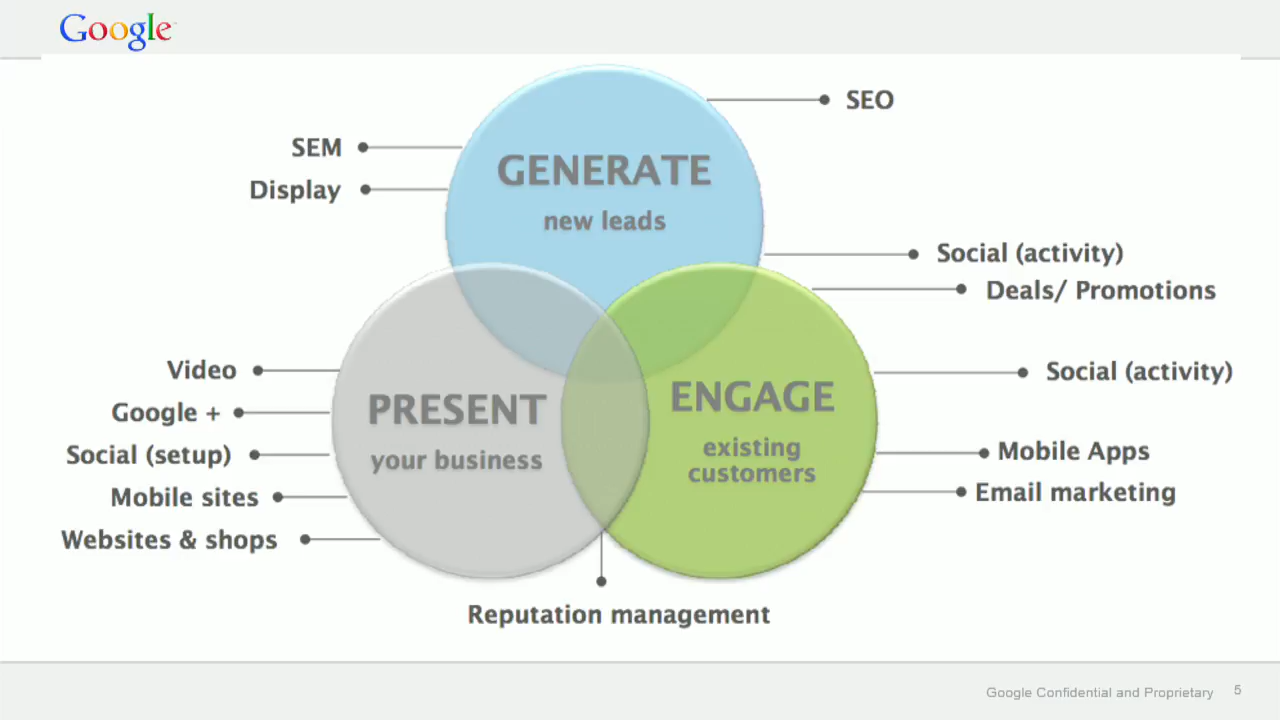 Google
SEO
SEM
GENERATE
Display
new leads
Social (activity)
Deals/ Promotions
Video
Social (activity)
PRESENT
ENGAGE
Google +
your business
existing
customers
Social (setup)
Mobile Apps
Mobile sites
Email marketing
Websites & shops
Reputation management
Google Confidential and Proprietary 5